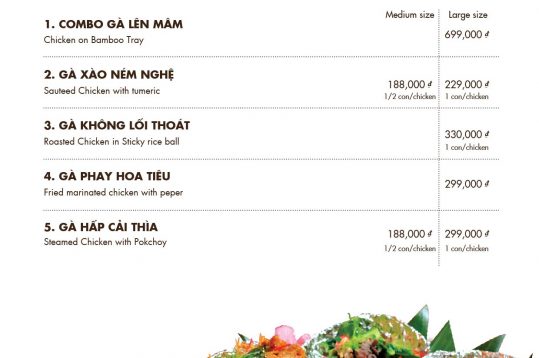 Medium size Large size
1. COMBO GÀ LÊN MÂM
699,000 ₫
Chicken on Bamboo Tray
2. GÀ XÀO NÉM NGHỆ
188,000 ₫ 229,000 ₫
Sauteed Chicken with tumeric
1/2 con/chicken 1 con/chicken
3. GÀ KHÔNG LỐI THOÁT
330,000 ₫
Roasted Chicken in Sticky rice ball
1 con/chicken
4. GÀ PHAY HOA TIÊU
299,000 ₫
Fried marinated chicken with peper
5. GÀ HẤP CẢI THÌA
188,000 ₫ 299,000 ₫
Steamed Chicken with Pokchoy
1/2 con/chicken 1 con/chicken